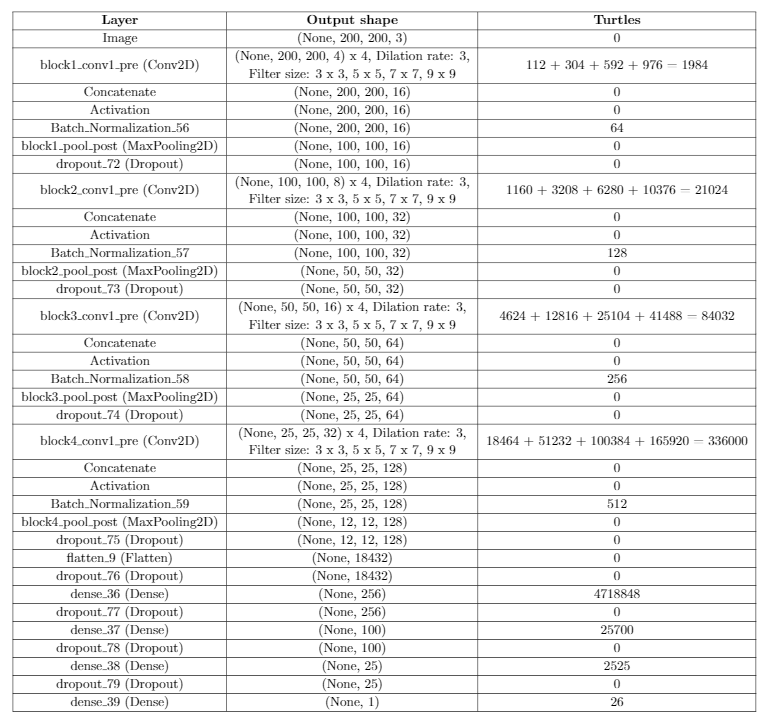 Layer Output shape Turtles
Image (None, 200, 200, 3) 0
block1_conv1_pre (Conv2D) (None, 200, 200, 4) x 4, Dilation rate: 3, 112 + 304 + 592 + 976 = 1984
Filter size: 3 x 3, 5 x 5, 7 x 7, 9 x 9
Concatenate (None, 200, 200, 16) 0
Activation (None, 200, 200, 16) 0
Batch_Normalization_56 (None, 200, 200, 16) 64
block1_pool_post (MaxPooling2D) (None, 100, 100, 16) 0
dropout_72 (Dropout) (None, 100, 100, 16) 0
block2_conv1_pre (Conv2D) (None, 100, 100, 8) x 4, Dilation rate: 3, 1160 + 3208 + 6280 + 10376 = 21024
Filter size: 3 x 3, 5 x 5, 7 x 7, 9 x 9
Concatenate (None, 100, 100, 32) 0
Activation (None, 100, 100, 32) 0
Batch_Normalization_57 (None, 100, 100, 32) 128
block2_pool_post (MaxPooling2D) (None, 50, 50, 32) 0
dropout_73 (Dropout) (None, 50, 50, 32) 0
block3_conv1_pre (Conv2D) (None, 50, 50, 16) x 4, Dilation rate: 3, 4624 + 12816 + 25104 + 41488 = 84032
Filter size: 3 x 3, 5 x 5, 7 x 7, 9 x 9
Concatenate (None, 50, 50, 64) 0
Activation (None, 50, 50, 64) 0
Batch_Normalization_58 (None, 50, 50, 64) 256
block3_pool_post (MaxPooling2D) (None, 25, 25, 64) 0
dropout_74 (Dropout) (None, 25, 25, 64) 0
block4_conv1_pre (Conv2D) (None, 25, 25, 32) x 4, Dilation rate: 3, 18464 + 51232 + 100384 + 165920 = 336000
Filter size: 3 x 3, 5 x 5, 7 x 7, 9 x 9
Concatenate (None, 25, 25, 128) 0
Activation (None, 25, 25, 128) 0
Batch_Normalization_59 (None, 25, 25, 128) 512
block4_pool_post (MaxPooling2D) (None, 12, 12, 128) 0
dropout_75 (Dropout) (None, 12, 12, 128) 0
flatten_9 (Flatten) (None, 18432) 0
dropout_76 (Dropout) (None, 18432) 0
dense_36 (Dense) (None, 256) 4718848
dropout_77 (Dropout) (None, 256) 0
dense_37 (Dense) (None, 100) 25700
dropout_78 (Dropout) (None, 100) 0
dense_38 (Dense) (None, 25) 2525
dropout_79 (Dropout) (None, 25) 0
dense_39 (Dense) (None, 1) 26